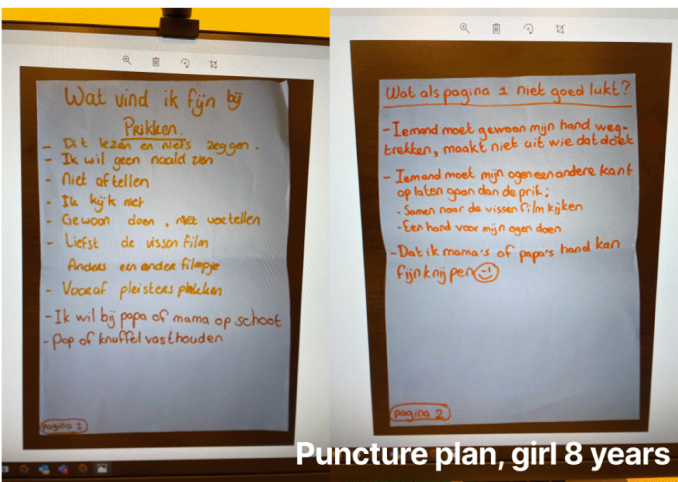 Wat vind ik fijn bij
Prikken.
- Dit lezen en niets zeggen.
- Ik wil geen naald zien
- Niet aftellen
- Ik kijk niet
- Gewoon doen, niet voortellen
- Liefst de vissen film
Anders een ander filmpje
- Vooraf pleisters plakken
- Ik wil bij papa of mama op schoot
- Pop of knuffel vasthouden
pagina 1
Wat als pagina 1 niet goed lukt?
- Iemand moet gewoon mijn hand weg-
trekken, maakt niet uit wie dat doet
- Iemand moet mijn ogen een andere kant
op laten gaan dan de prik;
• Samen naar de vissenfilm kijken
- Een hand voor mijn ogen doen
- Dat ik mama's of papa's hand kan
fijnknijpen
pagina 2
Puncture plan, girl 8 years